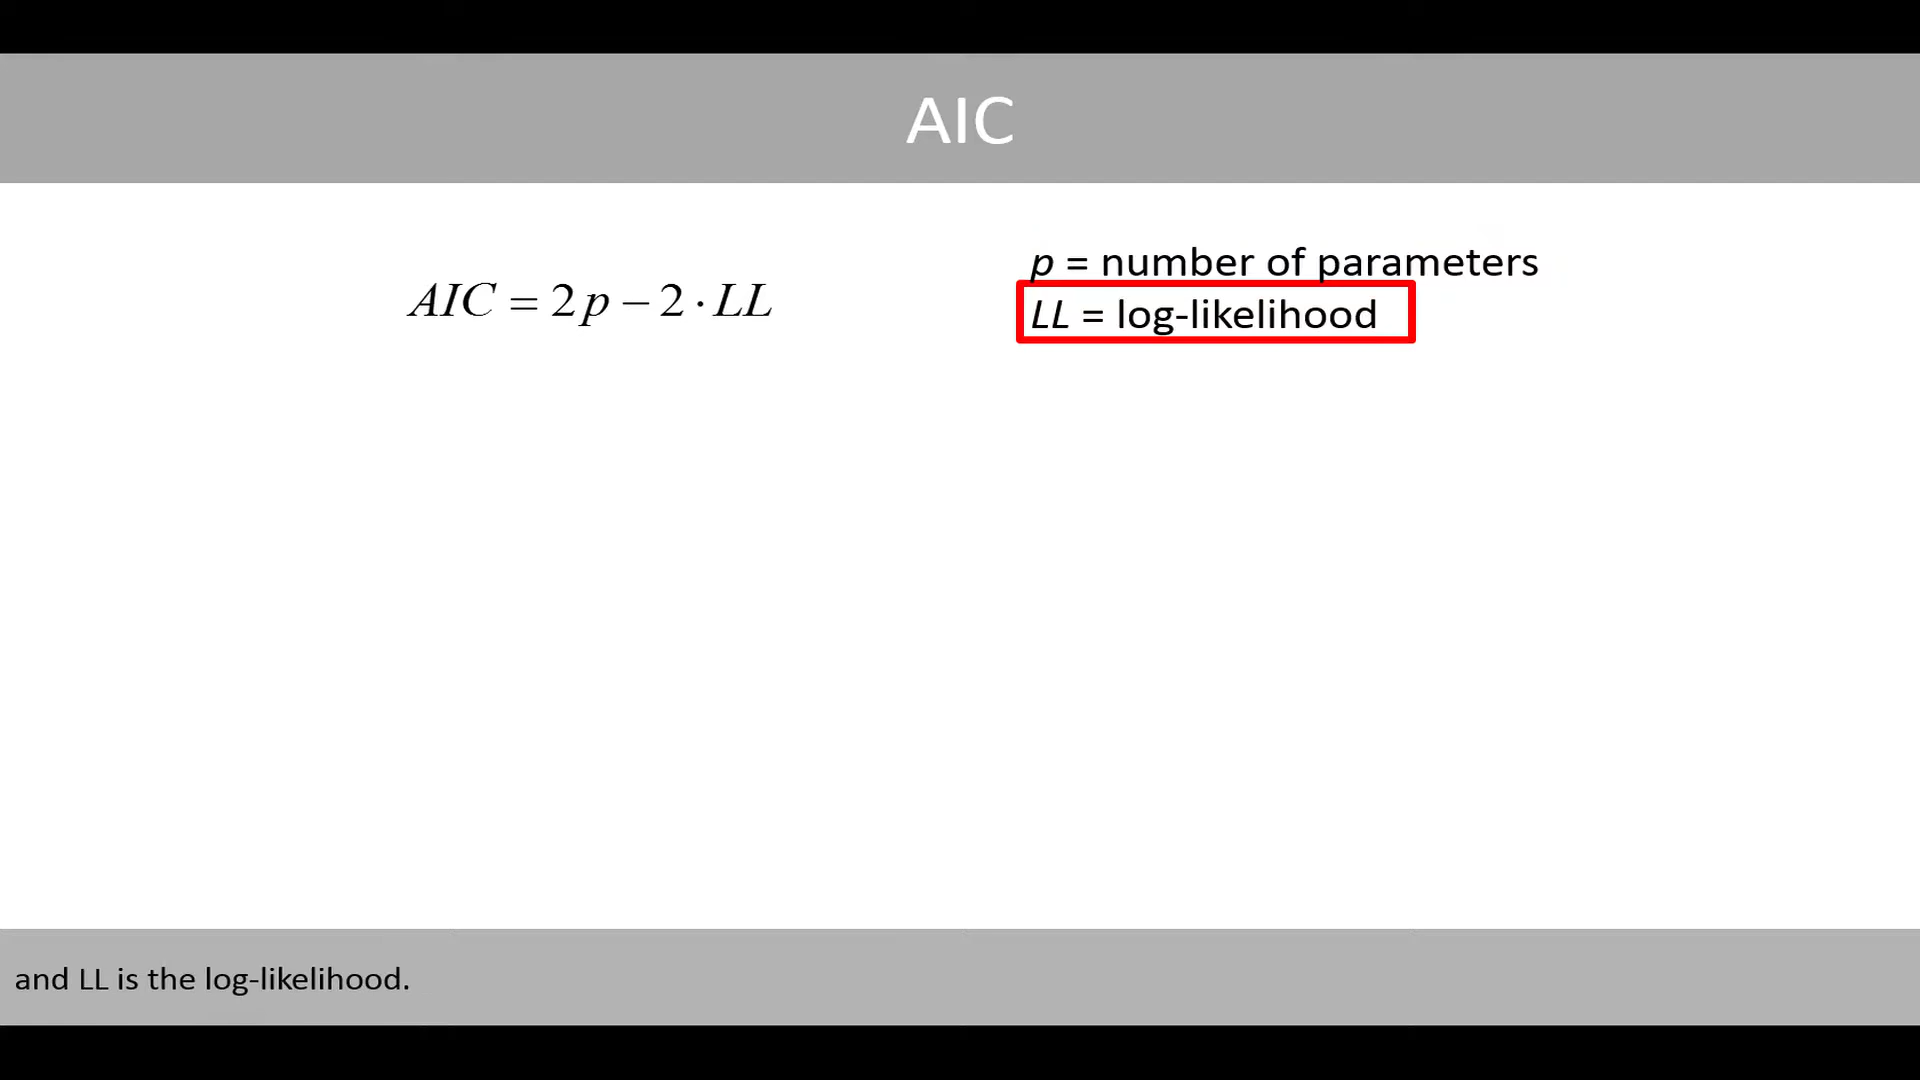 AIC
AIC = 2p − 2 · LL
p = number of parameters
LL = log-likelihood
and LL is the log-likelihood.